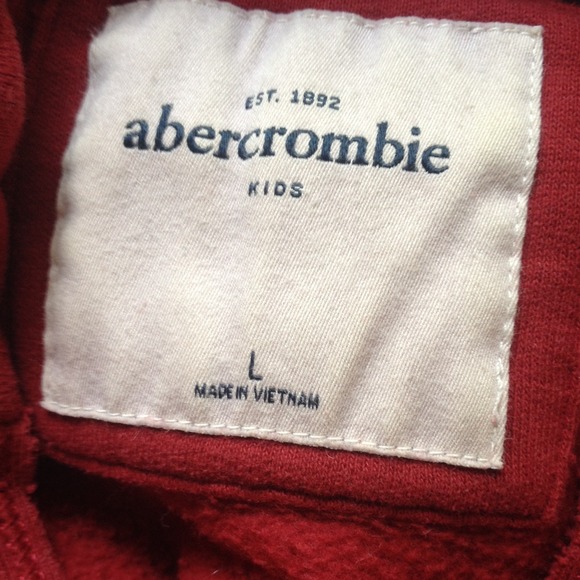 EST. 1892
abercrombie
KIDS
L
MADE IN VIETNAM